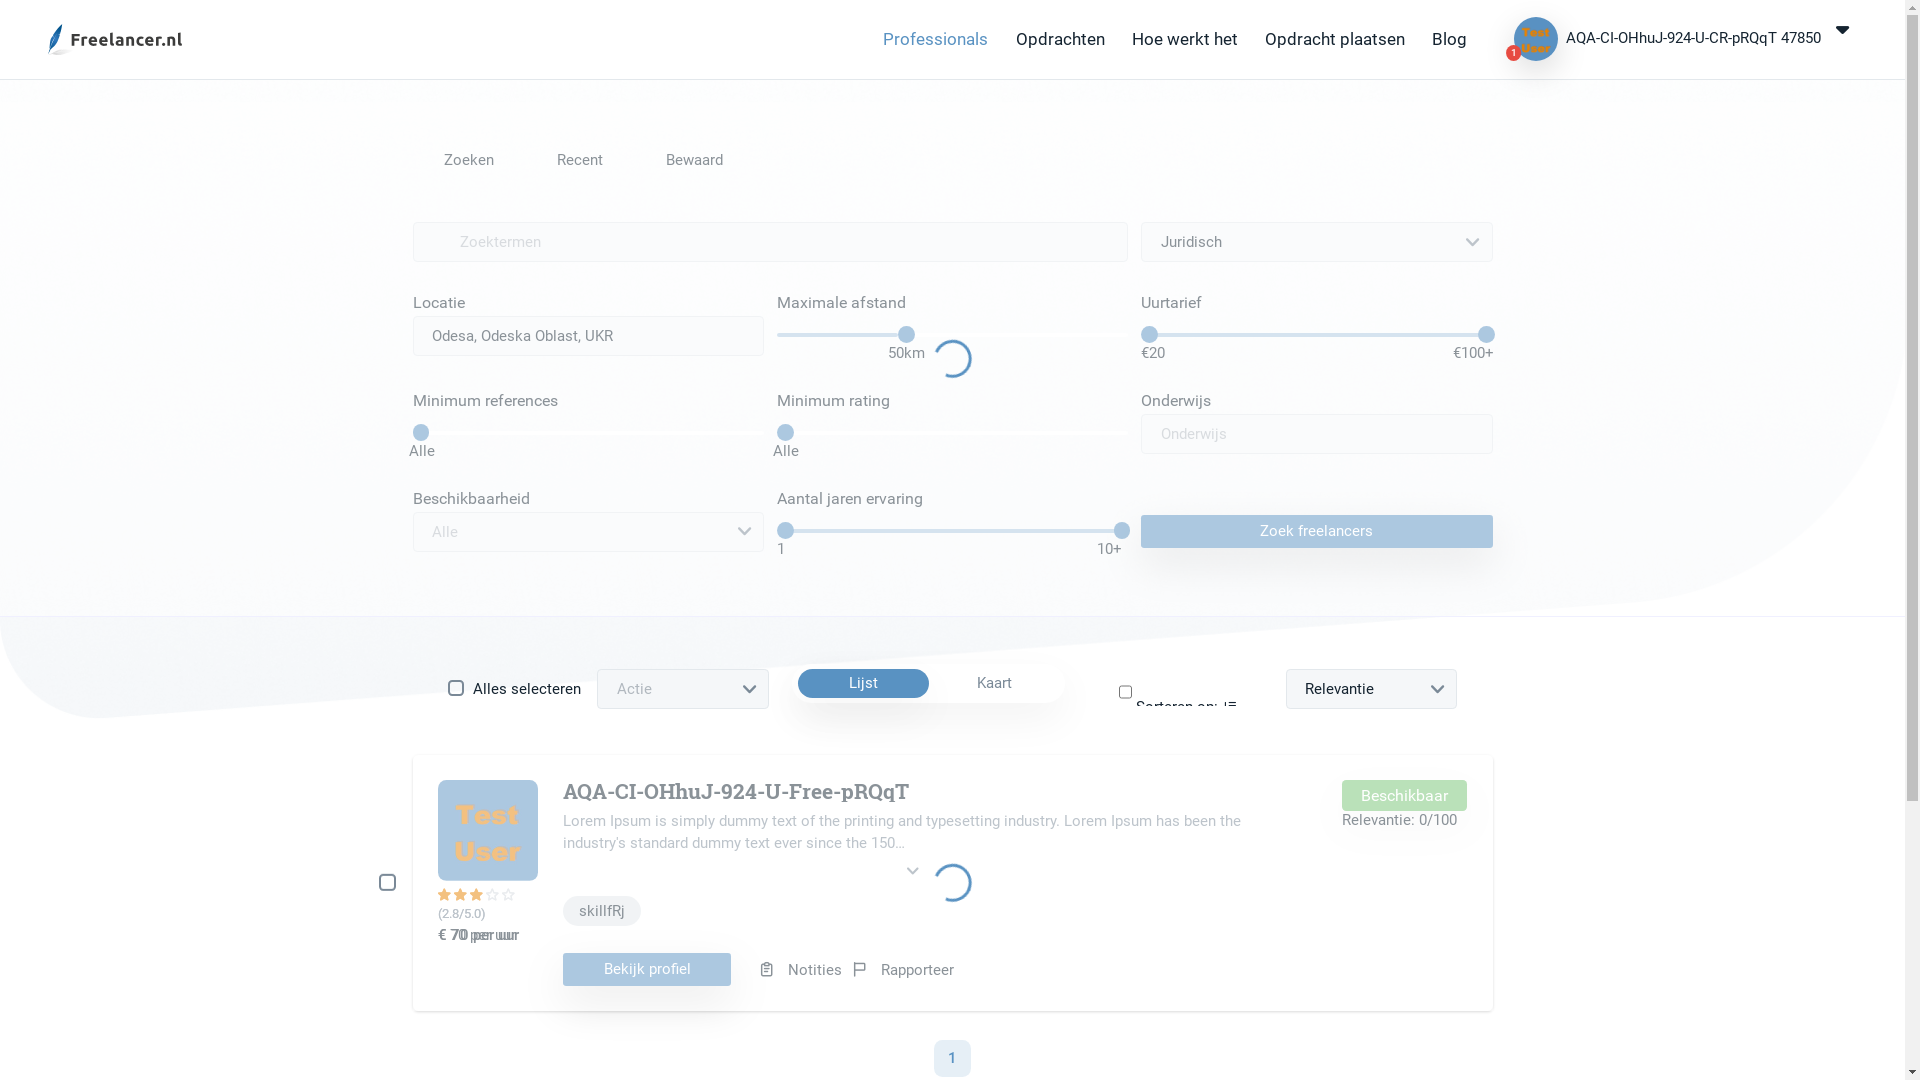 Freelancer.nl
Professionals
Opdrachten
Hoe werkt het
Opdracht plaatsen
Blog
Test
User
1
AQA-CI-OHhuJ-924-U-CR-pRQqT 47850
Zoeken
Recent
Bewaard
Zoektermen
Juridisch
Locatie
Maximale afstand
Uurtarief
Odesa, Odeska Oblast, UKR
50km
€20
€100+
Minimum references
Minimum rating
Onderwijs
Alle
Alle
Onderwijs
Beschikbaarheid
Aantal jaren ervaring
Alle
1
10+
Zoek freelancers
Alles selecteren
Actie
Lijst
Kaart
Sorteren op:
Relevantie
Test
User
AQA-CI-OHhuJ-924-U-Free-pRQqT
Beschikbaar
Relevantie: 0/100
Lorem Ipsum is simply dummy text of the printing and typesetting industry. Lorem Ipsum has been the
industry's standard dummy text ever since the 150...
(2.8/5.0)
skillfRj
€ 70 per uur
Bekijk profiel
Notities
Rapporteer
1